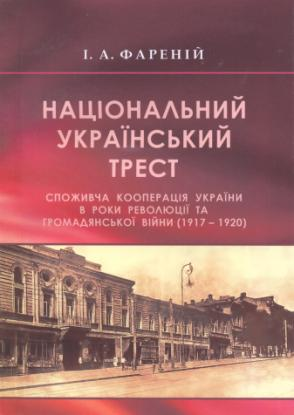 І. А. ФАРЕНІЙ
НАЦІОНАЛЬНИЙ
УКРАЇНСЬКИЙ
ТРЕСТ
СПОЖИВЧА КООПЕРАЦІЯ УКРАЇНИ
В РОКИ РЕВОЛЮЦІЇ ТА
ГРОМАДЯНСЬКОЇ ВІЙНИ (1917 – 1920)